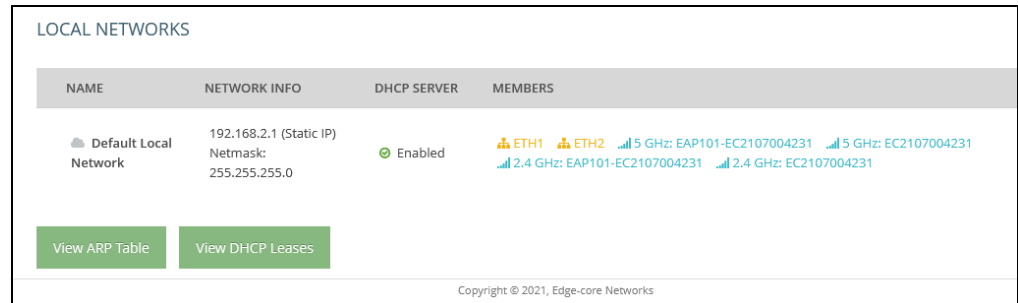 LOCAL NETWORKS
NAME NETWORK INFO DHCP SERVER MEMBERS
Default Local Network
192.168.2.1 (Static IP)
Netmask:
255.255.255.0
Enabled
ETH1 ETH2 5 GHz: EAP101-EC2107004231 5 GHz: EC2107004231
2.4 GHz: EAP101-EC2107004231 2.4 GHz: EC2107004231
View ARP Table View DHCP Leases
Copyright © 2021, Edge-core Networks